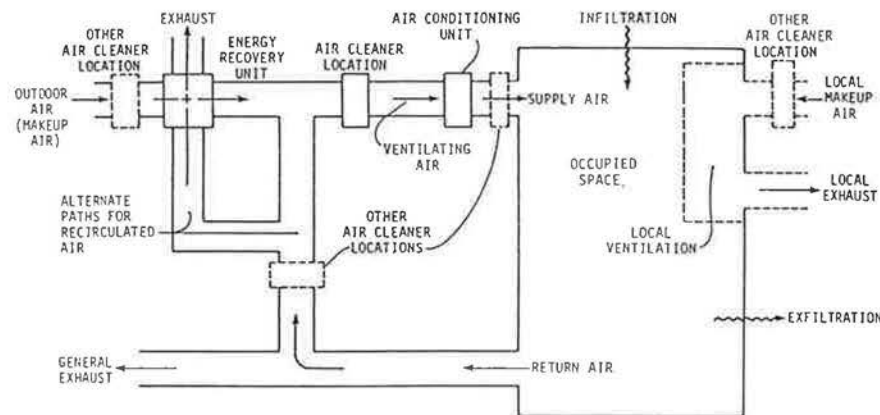 EXHAUST
OTHER
AIR CLEANER
LOCATION
ENERGY
RECOVERY
UNIT
AIR CLEANER
LOCATION
AIR CONDITIONING
UNIT
INFILTRATION
OTHER
AIR CLEANER
LOCATION
OUTDOOR
AIR
(MAKEUP
AIR)
SUPPLY AIR
LOCAL
MAKEUP
AIR
VENTILATING
AIR
OCCUPIED
SPACE
LOCAL
EXHAUST
ALTERNATE
PATHS FOR
RECIRCULATED
AIR
OTHER
AIR CLEANER
LOCATIONS
LOCAL
VENTILATION
EXFILTRATION
GENERAL
EXHAUST
RETURN AIR